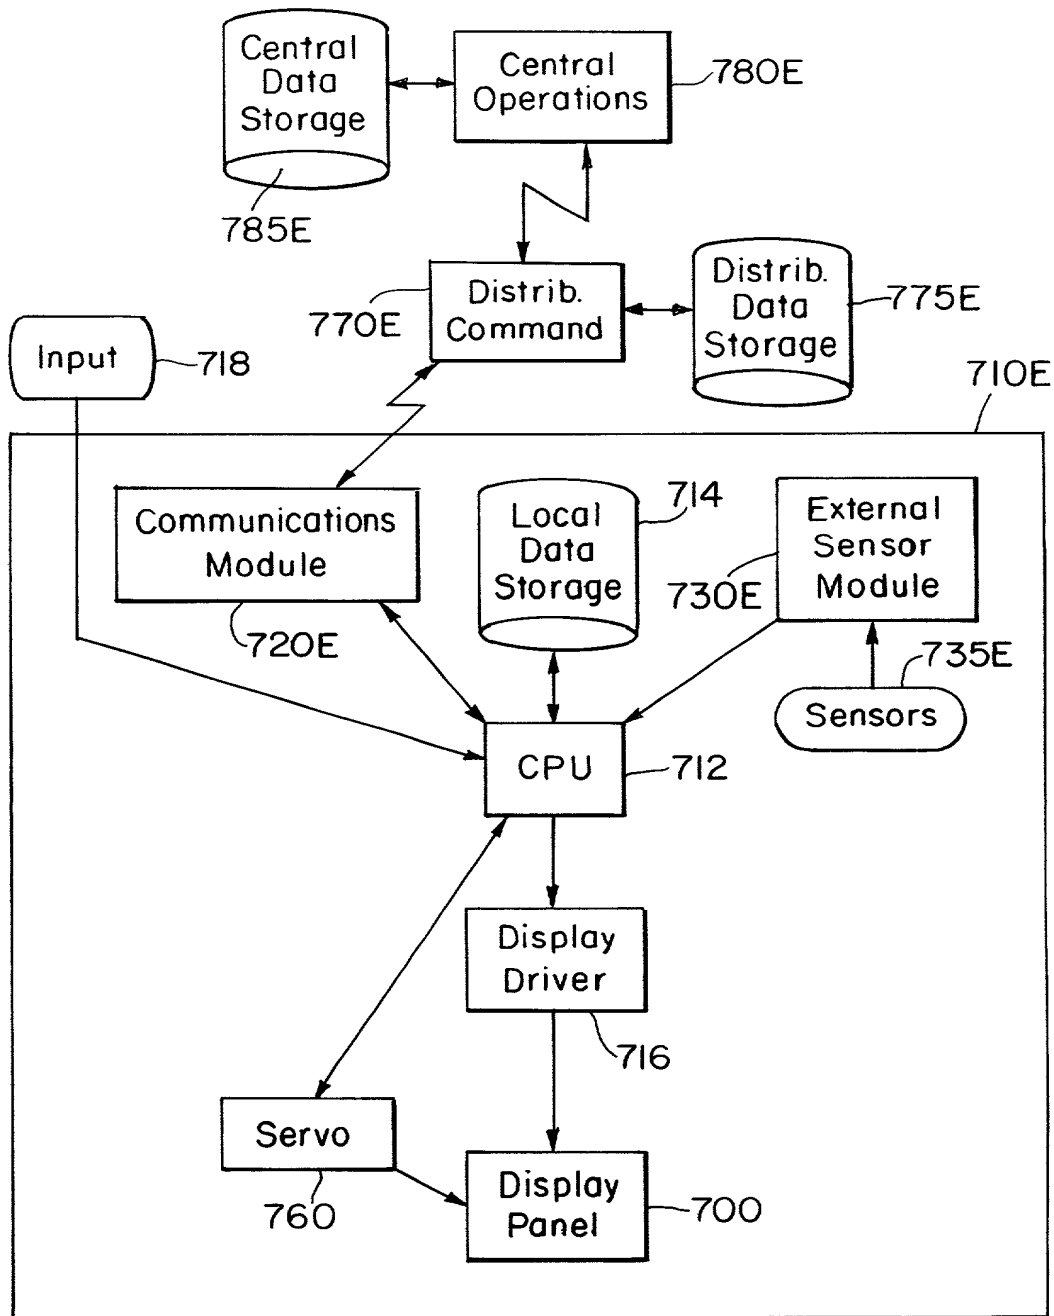 Central
Data
Storage
Central
Operations
780E
785E
Distrib.
Command
770E
Distrib.
Data
Storage
775E
Input
718
710E
Communications
Module
720E
Local
Data
Storage
714
External
Sensor
Module
730E
735E
Sensors
CPU
712
Display
Driver
716
Servo
760
Display
Panel
700